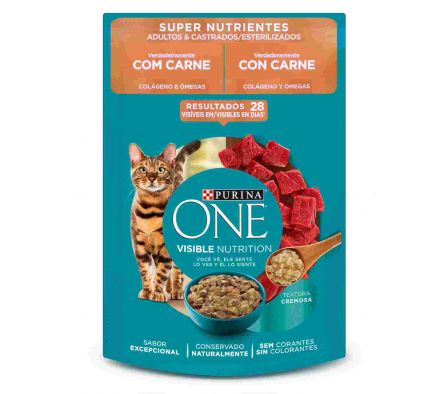 SUPER NUTRIENTES
ADULTOS & CASTRADOS/ESTERILIZADOS
Verdadeiramente
COM CARNE
COLÁGENO E ÔMEGAS
Verdaderamente
CON CARNE
COLÁGENO Y OMEGAS
RESULTADOS 28
VISÍVEIS EM/VISIBLES EN DIAS¹
PURINA
ONE
VISIBLE NUTRITION
VOCÊ VÊ, ELE SENTE
LO VES Y EL LO SIENTE
TEXTURA
CREMOSA
SABOR
EXCEPCIONAL
CONSERVADO
NATURALMENTE
SEM CORANTES
SIN COLORANTES